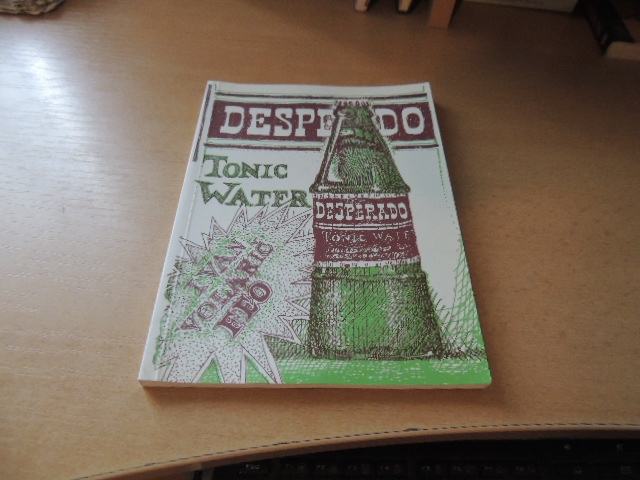 DESPERADO
TONIC
WATER
DESPERADO
TONIC WATER
IVAN
VOLARIČ
FEO